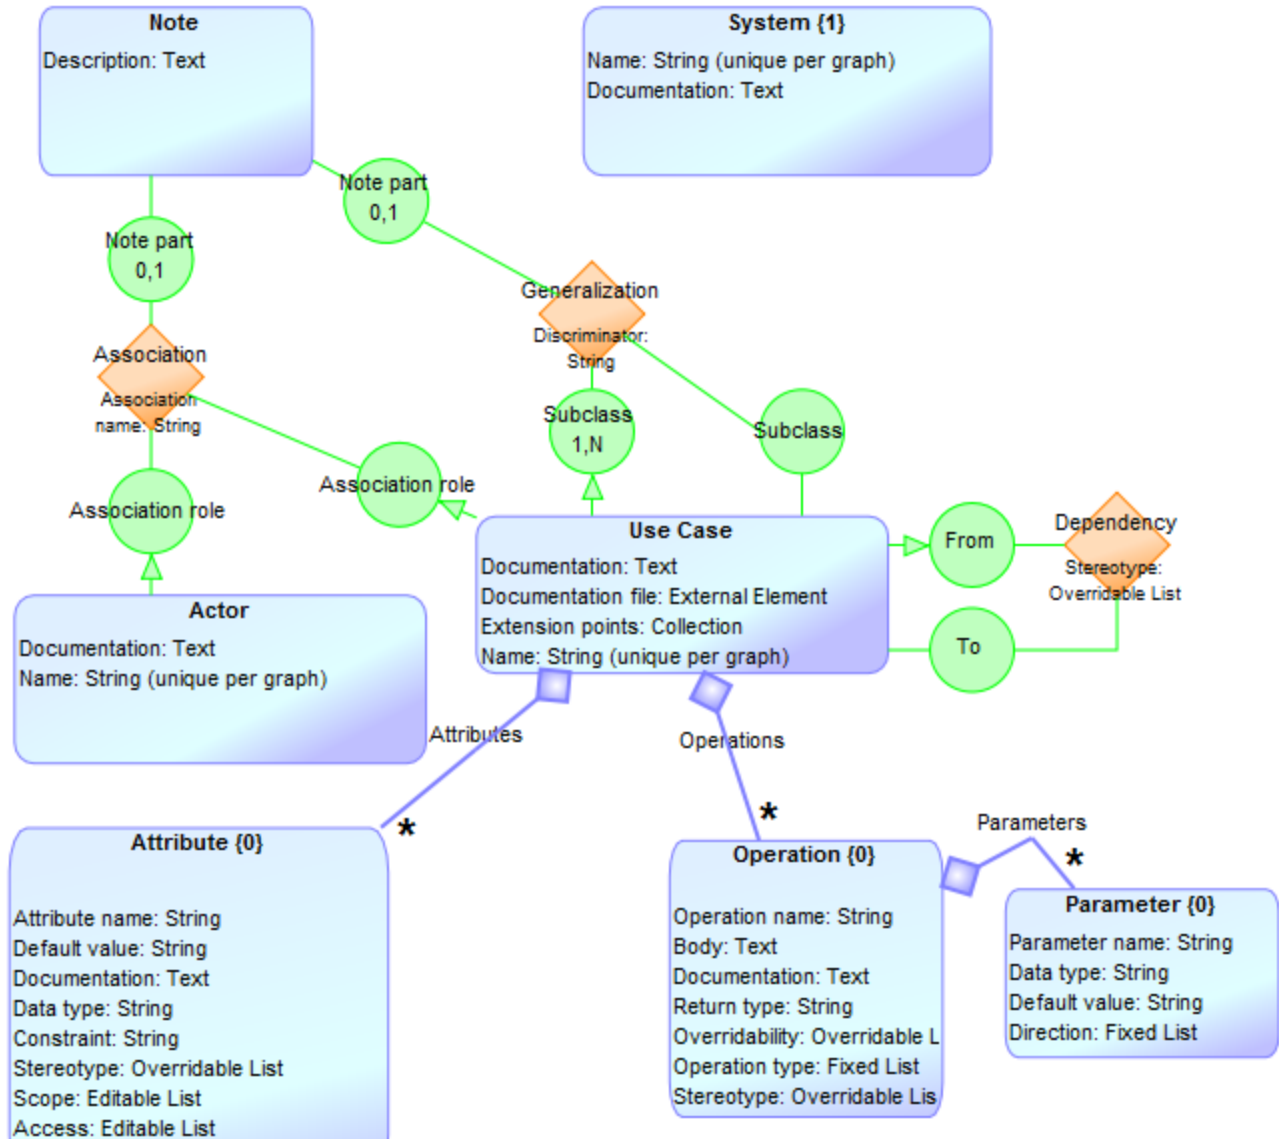 Note
Description: Text
System {1}
Name: String (unique per graph)
Documentation: Text
Note part
0,1
Note part
0,1
Generalization
Discriminator:
String
Association
Association
name: String
Subclass
1,N
Subclass
Association role
Association role
Use Case
Documentation: Text
Documentation file: External Element
Extension points: Collection
Name: String (unique per graph)
From
Dependency
Stereotype:
Overridable List
To
Actor
Documentation: Text
Name: String (unique per graph)
Attributes
*
Operations
*
Parameters
*
Attribute {0}
Attribute name: String
Default value: String
Documentation: Text
Data type: String
Constraint: String
Stereotype: Overridable List
Scope: Editable List
Access: Editable List
Operation {0}
Operation name: String
Body: Text
Documentation: Text
Return type: String
Overridability: Overridable L
Operation type: Fixed List
Stereotype: Overridable Lis
Parameter {0}
Parameter name: String
Data type: String
Default value: String
Direction: Fixed List